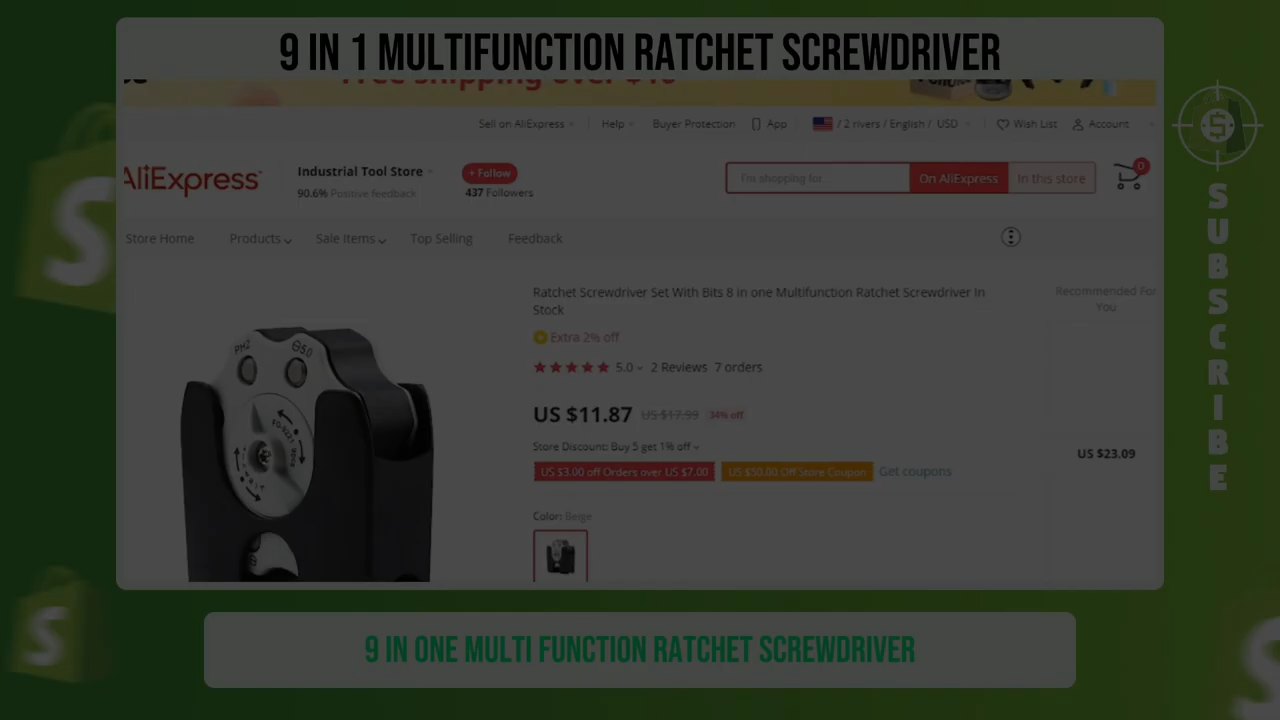 9 IN 1 MULTIFUNCTION RATCHET SCREWDRIVER
Free Shipping over $40
Sell on AliExpress
Help
Buyer Protection
App
/ 2 rivers / English / USD
Wish List
Account
AliExpress
Industrial Tool Store
90.6% Positive feedback
+ Follow
437 Followers
I'm shopping for...
On AliExpress
In this store
0
Store Home
Products
Sale Items
Top Selling
Feedback
Ratchet Screwdriver Set With Bits 8 in one Multifunction Ratchet Screwdriver In
Stock
Extra 2% off
5.0
2 Reviews
7 orders
US $11.87
US $17.99
34% off
Store Discount: Buy 5 get 1% off
US $3.00 off Orders over US $7.00
US $50.00 Off Store Coupon
Get coupons
Color: Beige
Recommended For
You
US $23.09
PH2
5.0
S
S
S
$
SUBSCRIBE
9 IN ONE MULTI FUNCTION RATCHET SCREWDRIVER